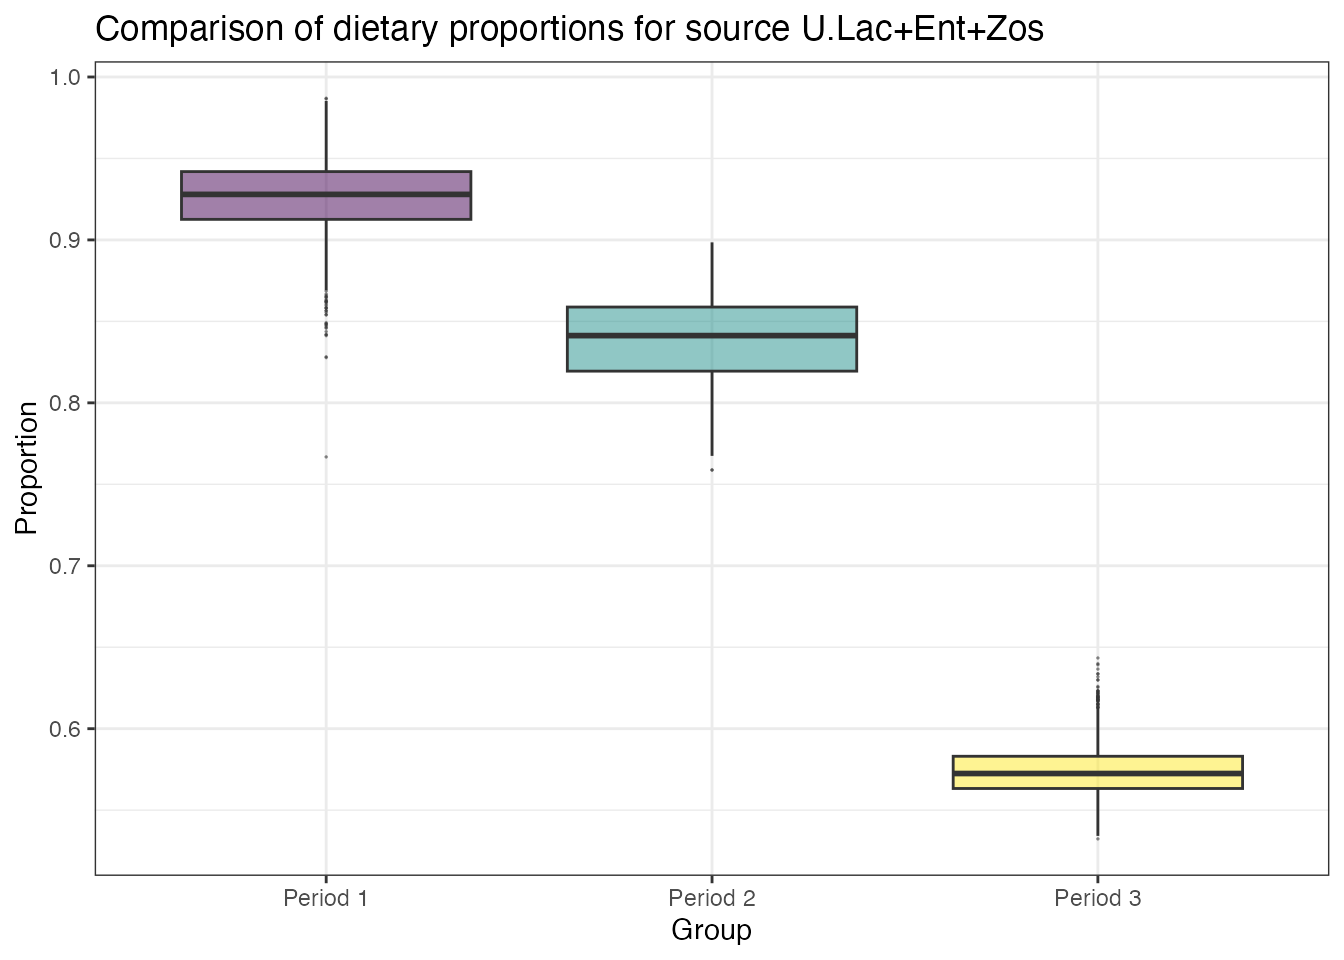 Comparison of dietary proportions for source U.Lac+Ent+Zos
1.0
0.9
0.8
0.7
0.6
Proportion
Period 1 Period 2 Period 3
Group